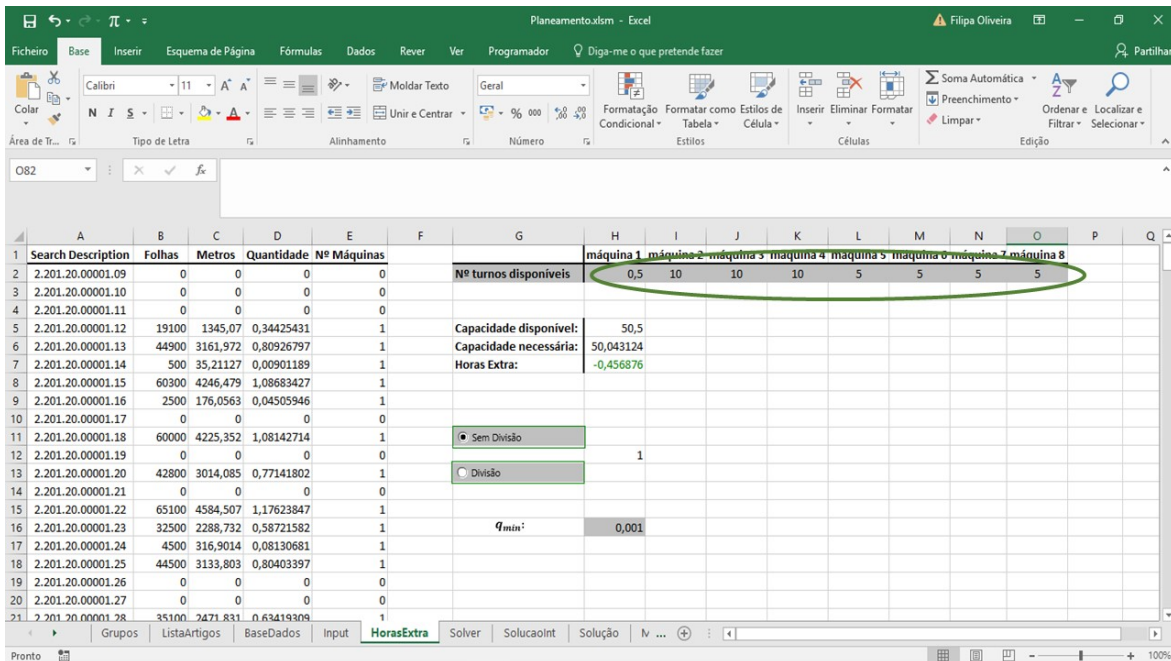 Planeamento.xlsm - Excel
Filipa Oliveira
Ficheiro Base Inserir Esquema de Página Fórmulas Dados Rever Ver Programador Diga-me o que pretende fazer Partilhar
Colar
Calibri 11 A A
N I S A
Moldar Texto
Unir e Centrar
Geral
% 000
Formatação Condicional
Formatar como Tabela
Estilos de Célula
Inserir Eliminar Formatar
Soma Automática
Preenchimento
Limpar
Ordenar e Filtrar
Localizar e Selecionar
Área de Tr... Tipo de Letra Alinhamento Número Estilos Células Edição
O82 fx
A B C D E F G H I J K L M N O P Q
1 Search Description Folhas Metros Quantidade Nº Máquinas máquina 1 máquina 2 máquina 3 máquina 4 máquina 5 máquina 6 máquina 7 máquina 8
2 2.201.20.00001.09 0 0 0 0 Nº turnos disponíveis 0,5 10 10 10 5 5 5 5
3 2.201.20.00001.10 0 0 0 0
4 2.201.20.00001.11 0 0 0 0
5 2.201.20.00001.12 19100 1345,07 0,34425431 1 Capacidade disponível: 50,5
6 2.201.20.00001.13 44900 3161,972 0,80926797 1 Capacidade necessária: 50,043124
7 2.201.20.00001.14 500 35,21127 0,00901189 1 Horas Extra: -0,456876
8 2.201.20.00001.15 60300 4246,479 1,08683427 1
9 2.201.20.00001.16 2500 176,0563 0,04505946 1
10 2.201.20.00001.17 0 0 0 0
11 2.201.20.00001.18 60000 4225,352 1,08142714 1 Sem Divisão
12 2.201.20.00001.19 0 0 0 0 1
13 2.201.20.00001.20 42800 3014,085 0,77141802 1 Divisão
14 2.201.20.00001.21 0 0 0 0
15 2.201.20.00001.22 65100 4584,507 1,17623847 1
16 2.201.20.00001.23 32500 2288,732 0,58721582 1 qmin: 0,001
17 2.201.20.00001.24 4500 316,9014 0,08130681 1
18 2.201.20.00001.25 44500 3133,803 0,80403397 1
19 2.201.20.00001.26 0 0 0 0
20 2.201.20.00001.27 0 0 0 0
21 2.201.20.00001.28 35100 2471,831 0,63419309 1
Grupos ListaArtigos BaseDados Input HorasExtra Solver SolucaoInt Solução ...
Pronto 100%